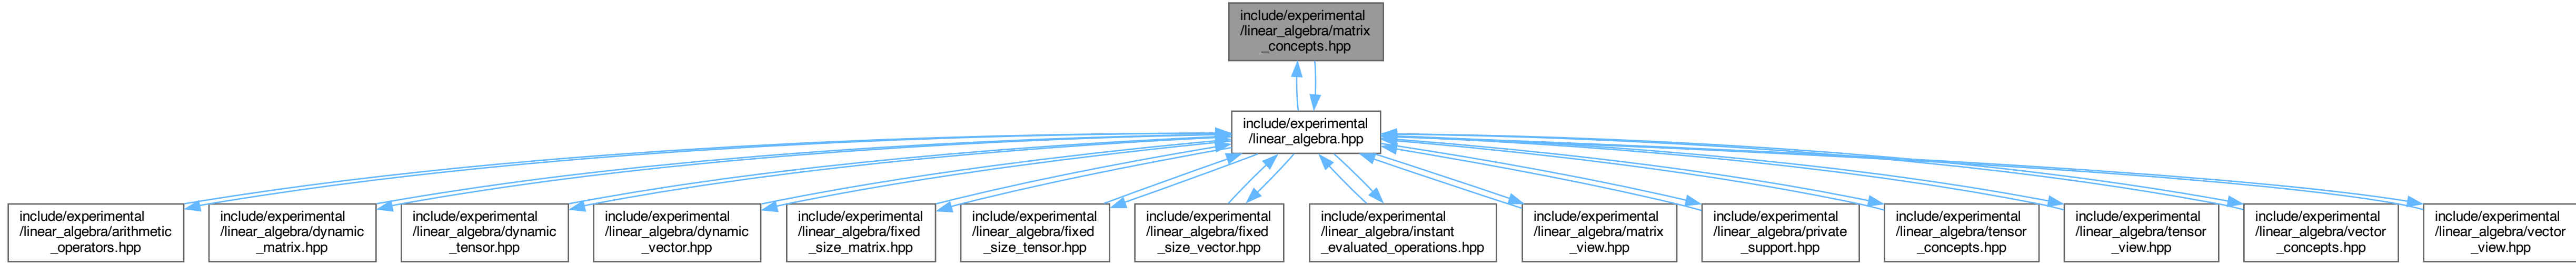 include/experimental
/linear_algebra/matrix
_concepts.hpp
include/experimental
/linear_algebra.hpp
include/experimental
/linear_algebra/arithmetic
_operators.hpp
include/experimental
/linear_algebra/dynamic
_matrix.hpp
include/experimental
/linear_algebra/dynamic
_tensor.hpp
include/experimental
/linear_algebra/dynamic
_vector.hpp
include/experimental
/linear_algebra/fixed
_size_matrix.hpp
include/experimental
/linear_algebra/fixed
_size_tensor.hpp
include/experimental
/linear_algebra/fixed
_size_vector.hpp
include/experimental
/linear_algebra/instant
_evaluated_operations.hpp
include/experimental
/linear_algebra/matrix
_view.hpp
include/experimental
/linear_algebra/private
_support.hpp
include/experimental
/linear_algebra/tensor
_concepts.hpp
include/experimental
/linear_algebra/tensor
_view.hpp
include/experimental
/linear_algebra/vector
_concepts.hpp
include/experimental
/linear_algebra/vector
_view.hpp